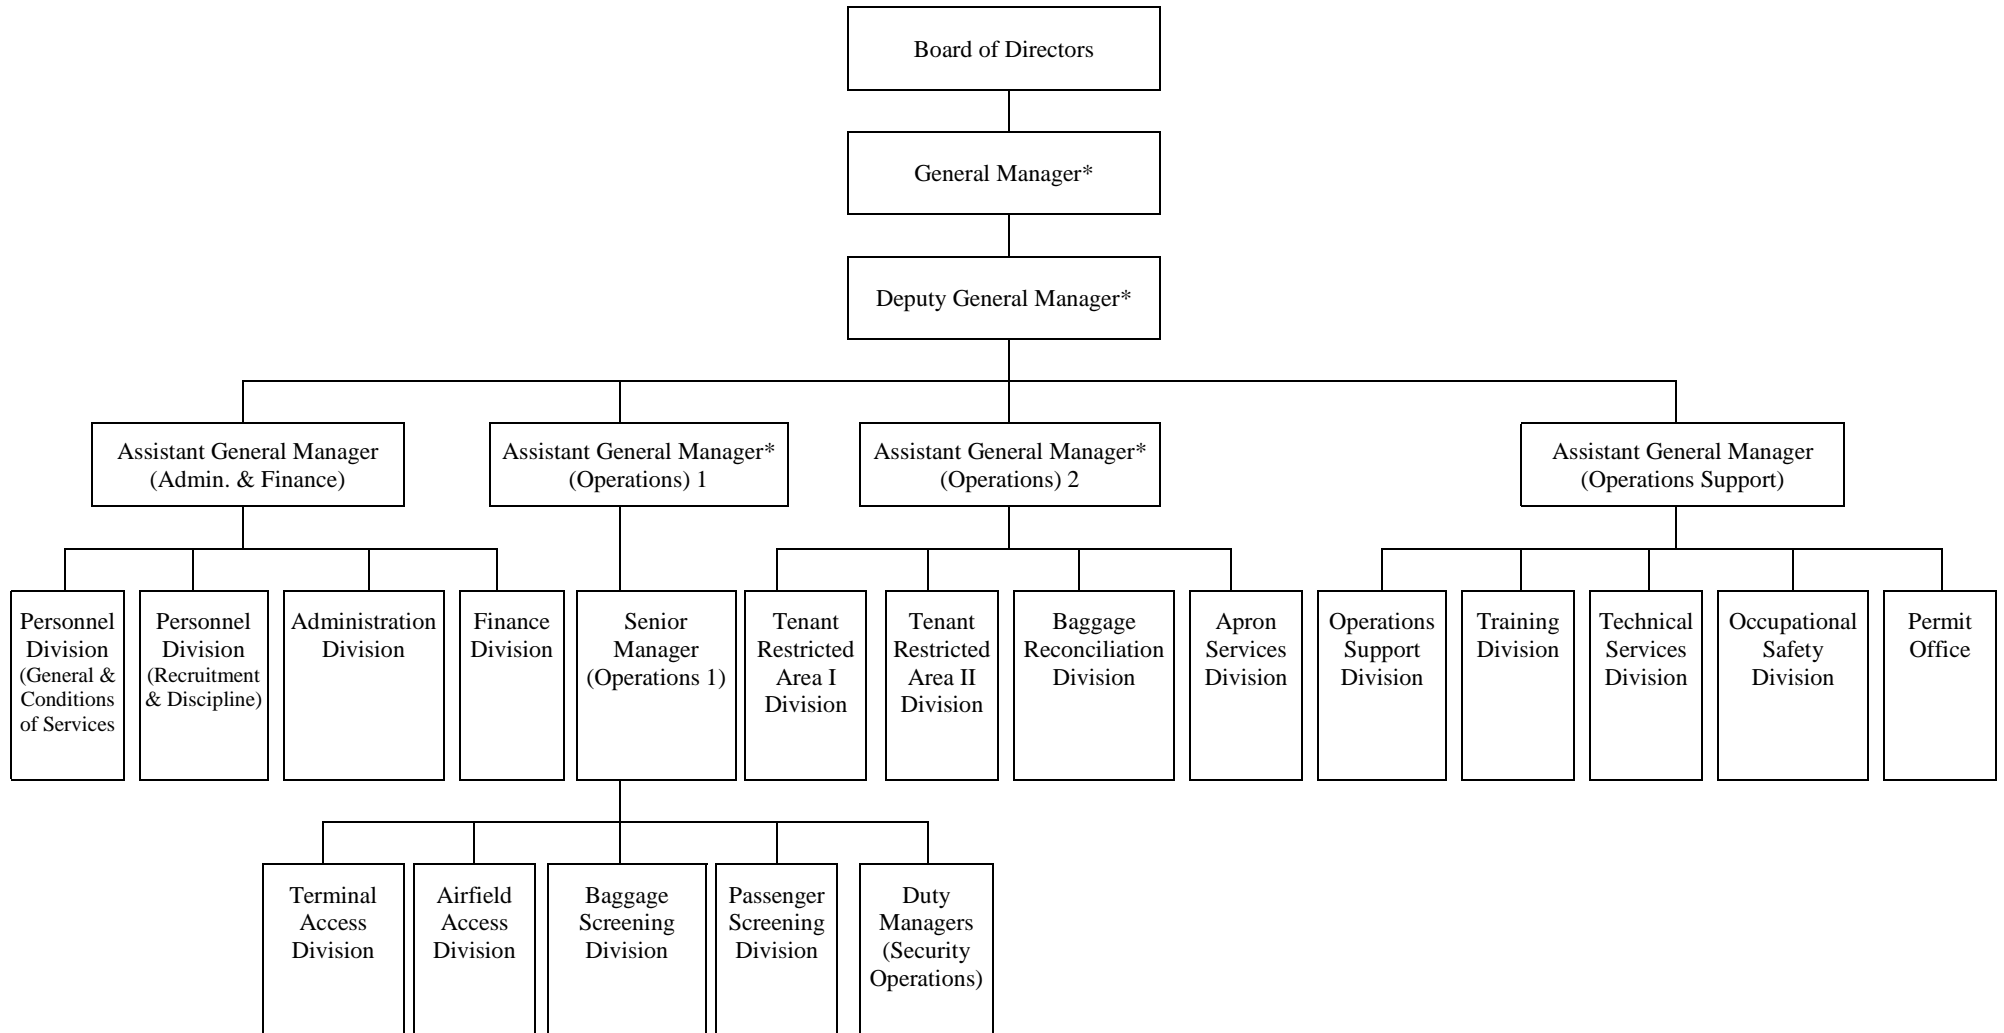 Board of Directors
General Manager*
Deputy General Manager*
Assistant General Manager
(Admin. & Finance)
Assistant General Manager*
(Operations) 1
Assistant General Manager*
(Operations) 2
Assistant General Manager
(Operations Support)
Personnel
Division
(General &
Conditions
of Services
Personnel
Division
(Recruitment
& Discipline)
Administration
Division
Finance
Division
Senior
Manager
(Operations 1)
Tenant
Restricted
Area I
Division
Tenant
Restricted
Area II
Division
Baggage
Reconciliation
Division
Apron
Services
Division
Operations
Support
Division
Training
Division
Technical
Services
Division
Occupational
Safety
Division
Permit
Office
Terminal
Access
Division
Airfield
Access
Division
Baggage
Screening
Division
Passenger
Screening
Division
Duty
Managers
(Security
Operations)